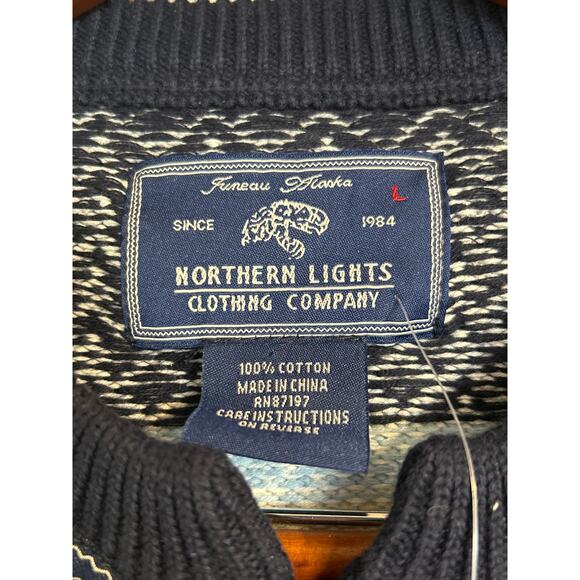 Juneau Alaska
L
SINCE 1984
NORTHERN LIGHTS
CLOTHING COMPANY
100% COTTON
MADE IN CHINA
RN87197
CARE INSTRUCTIONS
ON REVERSE